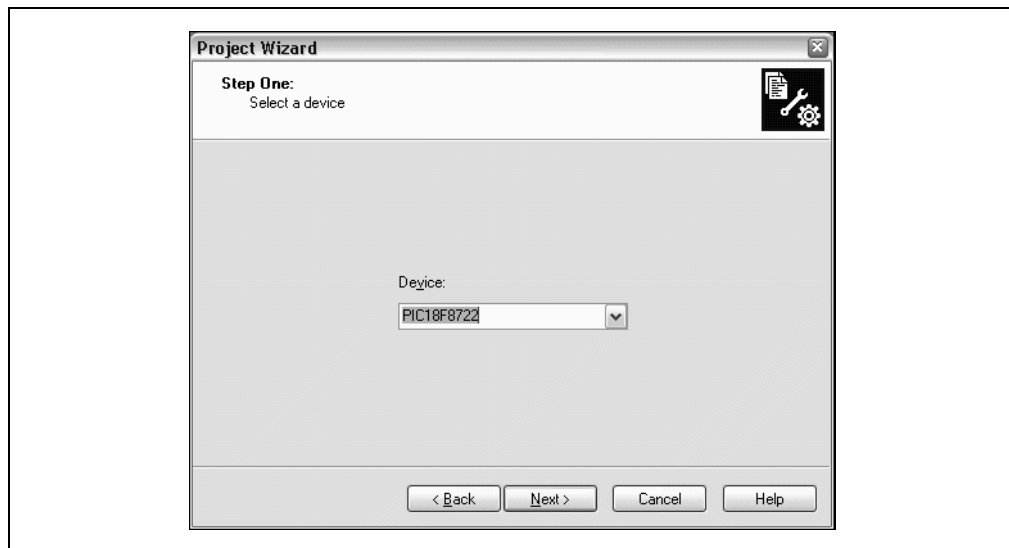 Project Wizard
Step One:
Select a device
Device:
PIC18F8722
< Back Next > Cancel Help